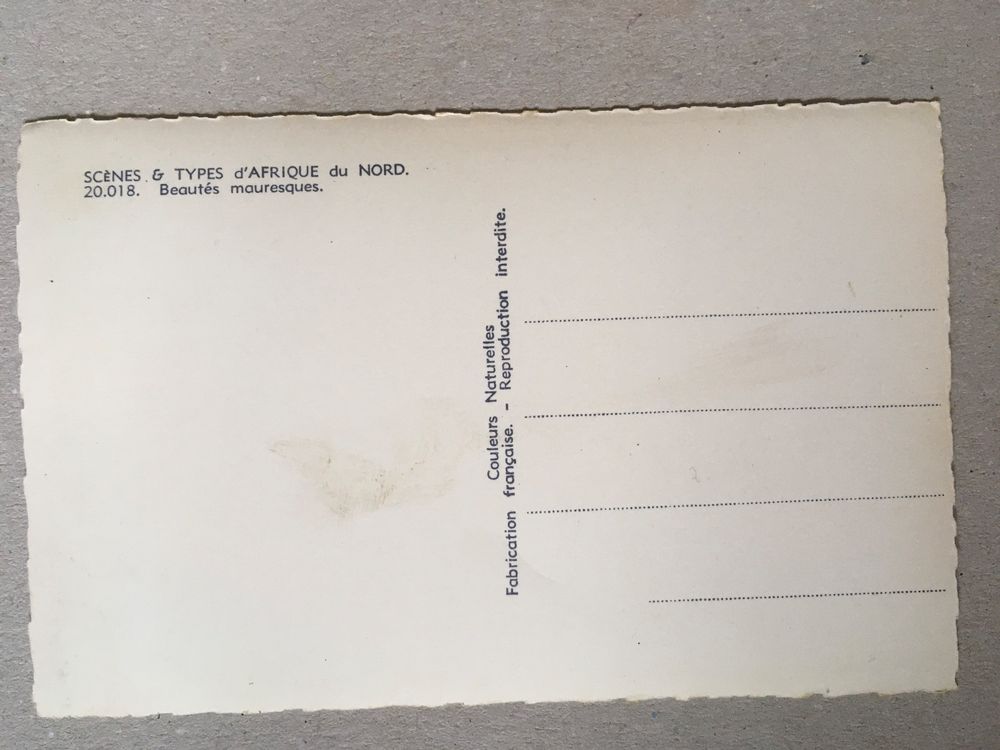 SCÈNES & TYPES d'AFRIQUE du NORD.
20.018. Beautés mauresques.
Couleurs Naturelles
Fabrication française. - Reproduction interdite.